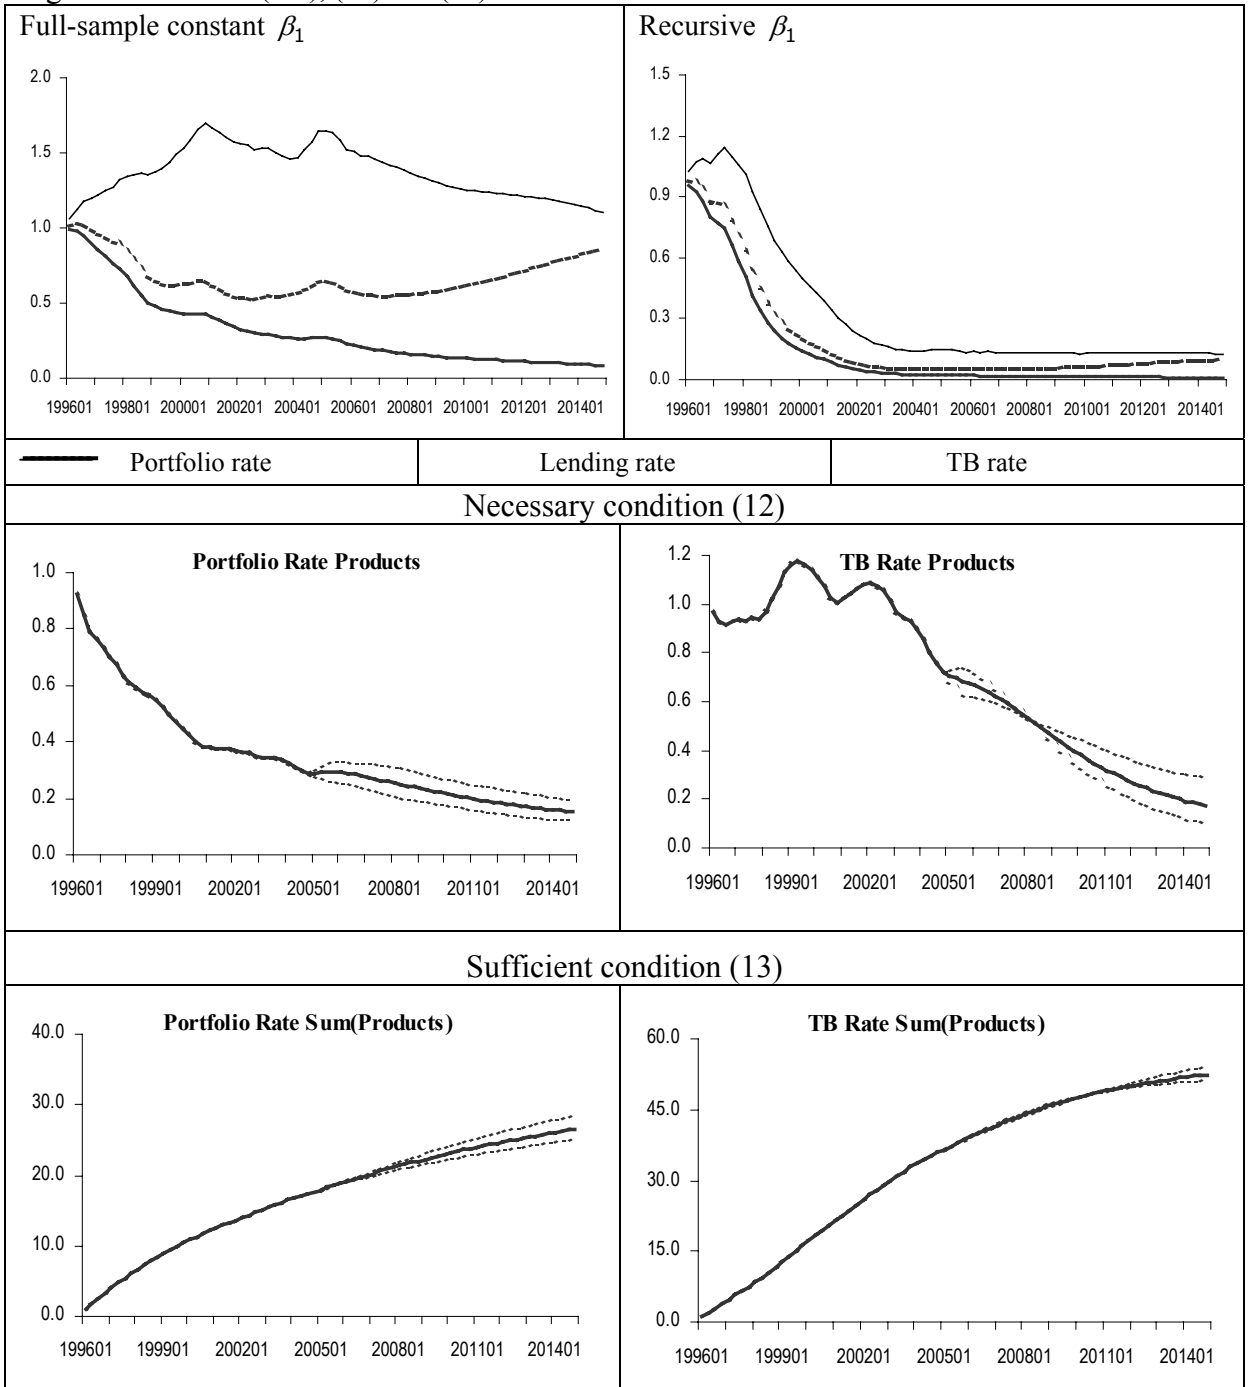 Full-sample constant β1
Recursive β1
2.0
1.5
1.0
0.5
0.0
199601 199801 200001 200201 200401 200601 200801 201001 201201 201401
1.5
1.2
0.9
0.6
0.3
0.0
199601 199801 200001 200201 200401 200601 200801 201001 201201 201401
Portfolio rate
Lending rate
TB rate
Necessary condition (12)
Portfolio Rate Products
1.0
0.8
0.6
0.4
0.2
0.0
199601 199901 200201 200501 200801 201101 201401
TB Rate Products
1.2
1.0
0.8
0.6
0.4
0.2
0.0
199601 199901 200201 200501 200801 201101 201401
Sufficient condition (13)
Portfolio Rate Sum(Products)
40.0
30.0
20.0
10.0
0.0
199601 199901 200201 200501 200801 201101 201401
TB Rate Sum(Products)
60.0
45.0
30.0
15.0
0.0
199601 199901 200201 200501 200801 201101 201401